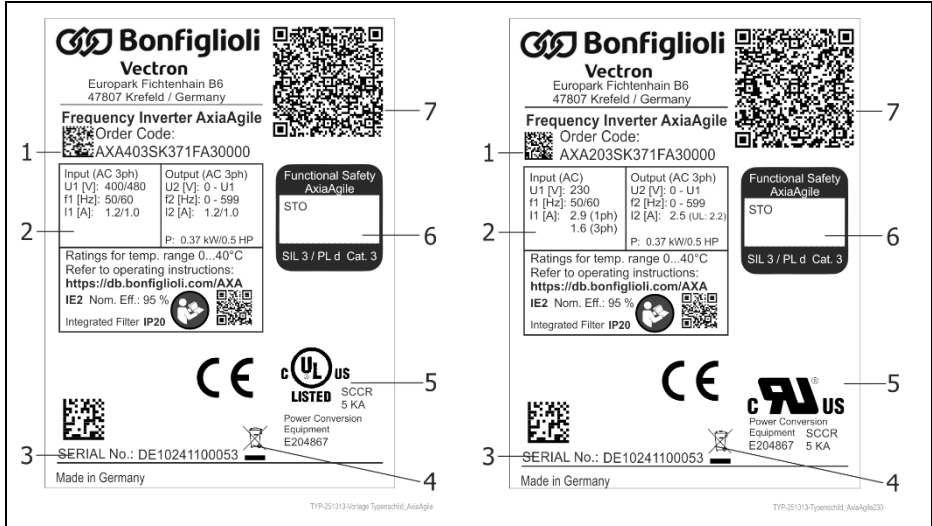 Bonfiglioli
Vectron
Europark Fichtenhain B6
47807 Krefeld / Germany
Frequency Inverter AxiaAgile
Order Code:
AXA403SK371FA30000
Input (AC 3ph)
U1 [V]: 400/480
f1 [Hz]: 50/60
I1 [A]: 1.2/1.0
Output (AC 3ph)
U2 [V]: 0 - U1
f2 [Hz]: 0 - 599
I2 [A]: 1.2/1.0
P: 0.37 kW/0.5 HP
Ratings for temp. range 0...40°C
Refer to operating instructions:
https://db.bonfiglioli.com/AXA
IE2 Nom. Eff.: 95 %
Integrated Filter IP20
Functional Safety
AxiaAgile
STO
SIL 3 / PL d Cat. 3
CE
C UL US
LISTED
SCCR
5 KA
Power Conversion
Equipment
E204867
SERIAL No.: DE10241100053
Made in Germany
TYP-251013-Vorlage Typenschild_AxiaAgile
1
2
3
4
5
6
7
Bonfiglioli
Vectron
Europark Fichtenhain B6
47807 Krefeld / Germany
Frequency Inverter AxiaAgile
Order Code:
AXA203SK371FA30000
Input (AC)
U1 [V]: 230
f1 [Hz]: 50/60
I1 [A]: 2.9 (1ph)
1.6 (3ph)
Output (AC 3ph)
U2 [V]: 0 - U1
f2 [Hz]: 0 - 599
I2 [A]: 2.5 (UL: 2.2)
P: 0.37 kW/0.5 HP
Ratings for temp. range 0...40°C
Refer to operating instructions:
https://db.bonfiglioli.com/AXA
IE2 Nom. Eff.: 95 %
Integrated Filter IP20
Functional Safety
AxiaAgile
STO
SIL 3 / PL d Cat. 3
CE
C RU US
®
Power Conversion
Equipment SCCR
E204867 5 KA
SERIAL No.: DE10241100053
Made in Germany
TYP-251013-Typenschild_AxiaAgile230
1
2
3
4
5
6
7